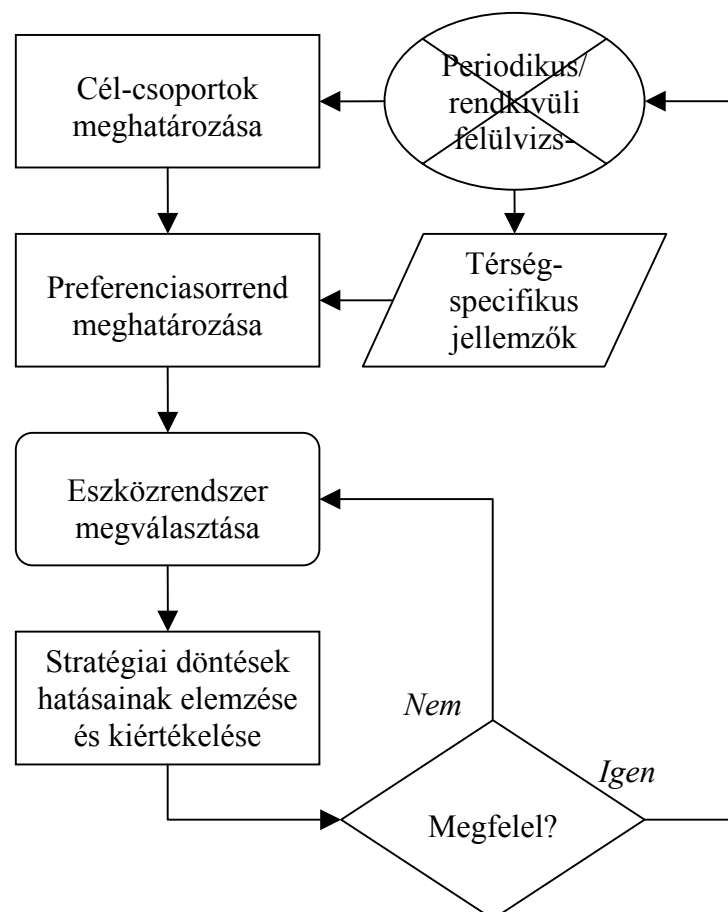 Cél-csoportok
meghatározása
Periodikus/
rendkívüli
felülvizs-
Preferenciasorrend
meghatározása
Térség-
specifikus
jellemzők
Eszközrendszer
megválasztása
Stratégiai döntések
hatásainak elemzése
és kiértékelése
Nem
Igen
Megfelel?